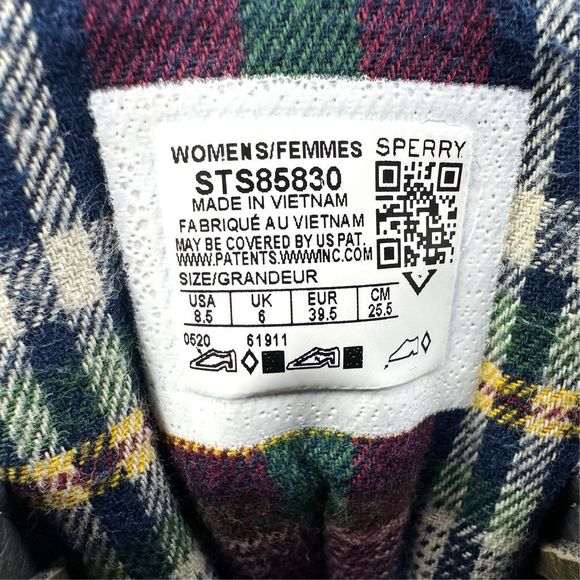 WOMENS/FEMMES SPERRY
STS85830
MADE IN VIETNAM
FABRIQUÉ AU VIETNAM
MAY BE COVERED BY US PAT.
WWW.PATENTS.WWWINC.COM
SIZE/GRANDEUR
USA UK EUR CM
8.5 6 39.5 25.5
0520 61911